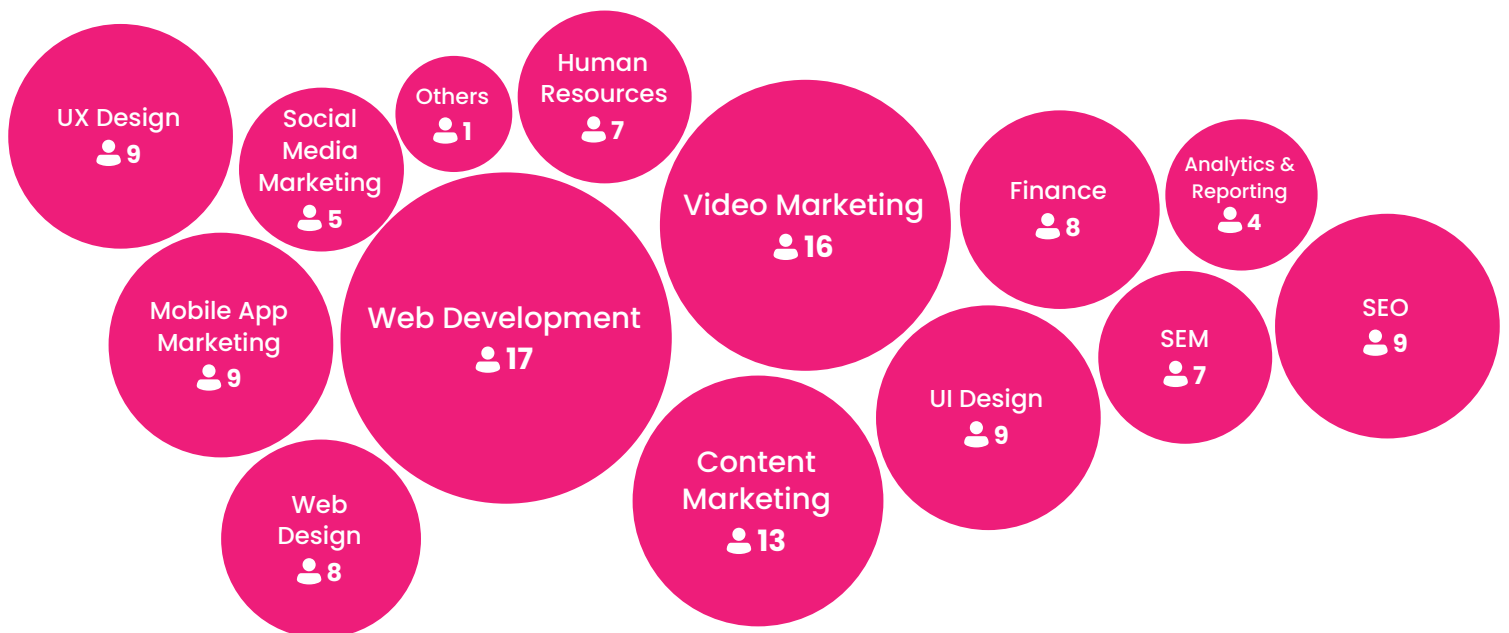 UX Design
9
Social
Media
Marketing
5
Others
1
Human
Resources
7
Video Marketing
16
Finance
8
Analytics &
Reporting
4
Mobile App
Marketing
9
Web Development
17
SEO
9
SEM
7
UI Design
9
Content
Marketing
13
Web
Design
8